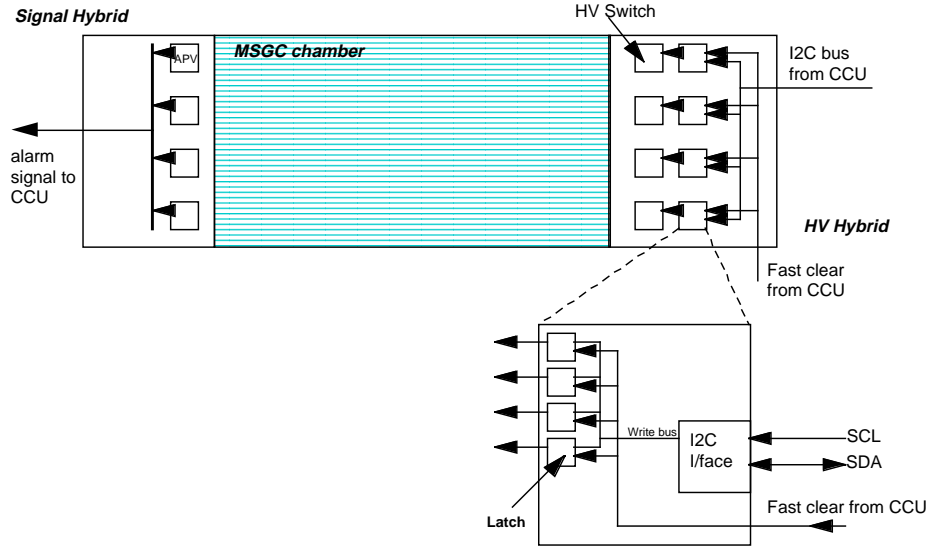 Signal Hybrid
HV Switch
MSGC chamber
APV
I2C bus
from CCU
alarm
signal to
CCU
HV Hybrid
Fast clear
from CCU
Write bus
I2C
I/face
SCL
SDA
Fast clear from CCU
Latch